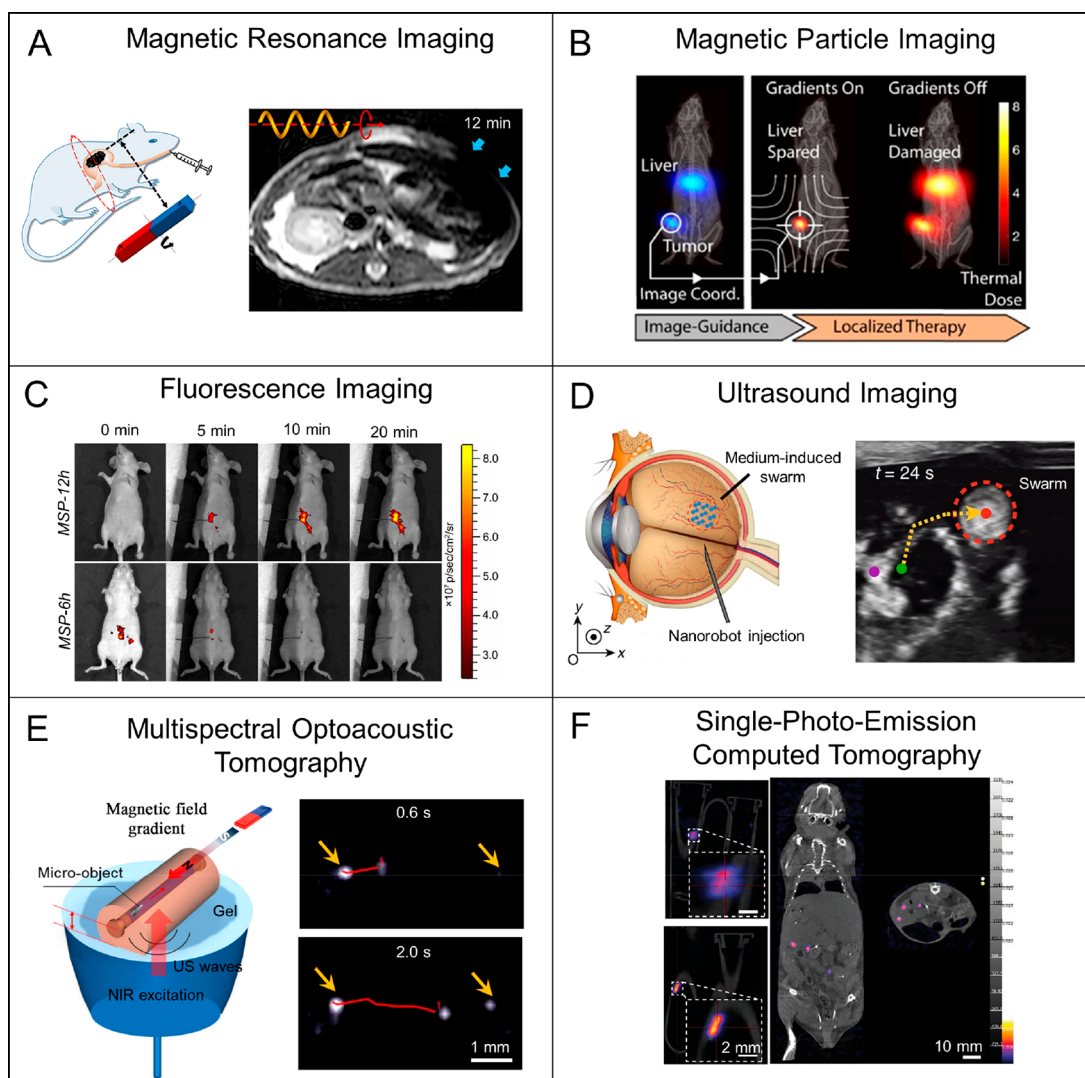 A
Magnetic Resonance Imaging
12 min
B
Magnetic Particle Imaging
Gradients On
Gradients Off
Liver
Spared
Liver
Damaged
Liver
Tumor
Image Coord.
8
6
4
2
Thermal
Dose
Image-Guidance
Localized Therapy
C
Fluorescence Imaging
0 min
5 min
10 min
20 min
MSP-12h
MSP-6h
8.0
7.0
6.0
5.0
4.0
3.0
×10⁷ p/sec/cm²/sr
D
Ultrasound Imaging
Medium-induced
swarm
Nanorobot injection
y
z
O
x
t = 24 s
Swarm
E
Multispectral Optoacoustic
Tomography
Magnetic field
gradient
S
N
Micro-object
Gel
US waves
NIR excitation
0.6 s
2.0 s
1 mm
F
Single-Photo-Emission
Computed Tomography
2 mm
10 mm